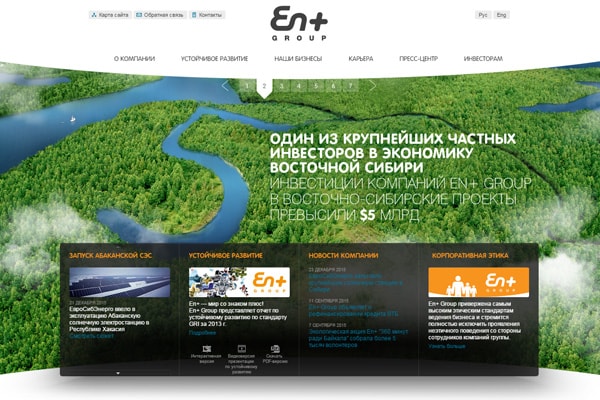 Карта сайта
Обратная связь
Контакты
En+
GROUP
Рус
Eng
О КОМПАНИИ
УСТОЙЧИВОЕ РАЗВИТИЕ
НАШИ БИЗНЕСЫ
КАРЬЕРА
ПРЕСС-ЦЕНТР
ИНВЕСТОРАМ
1 2 3 4 5 6 7
ОДИН ИЗ КРУПНЕЙШИХ ЧАСТНЫХ
ИНВЕСТОРОВ В ЭКОНОМИКУ
ВОСТОЧНОЙ СИБИРИ
ИНВЕСТИЦИИ КОМПАНИЙ EN+ GROUP
В ВОСТОЧНО-СИБИРСКИЕ ПРОЕКТЫ
ПРЕВЫСИЛИ $5 МЛРД.
ЗАПУСК АБАКАНСКОЙ СЭС
21 ДЕКАБРЯ 2015
ЕвроСибЭнерго ввело в
эксплуатацию Абаканскую
солнечную электростанцию в
Республике Хакасия
Смотреть сюжет
УСТОЙЧИВОЕ РАЗВИТИЕ
En+
GROUP
En+ — мир со знаком плюс!
En+ Group представляет отчет по
устойчивому развитию по стандарту
GRI за 2013 г.
Подробнее
Интерактивная
версия
Видеоверсия
презентации
по устойчивому
развитию
Скачать
PDF-версию
НОВОСТИ КОМПАНИИ
23 ДЕКАБРЯ 2015
11 СЕНТЯБРЯ 2015
7 СЕНТЯБРЯ 2015
Экологическая акция En+ "360 минут
ради Байкала" собрала более 5
тысяч волонтеров
КОРПОРАТИВНАЯ ЭТИКА
En+
GROUP
En+ Group привержена самым
высоким этическим стандартам
ведения бизнеса и стремится
полностью исключить проявления
неэтичного поведения со стороны
сотрудников компаний группы.
Узнать больше